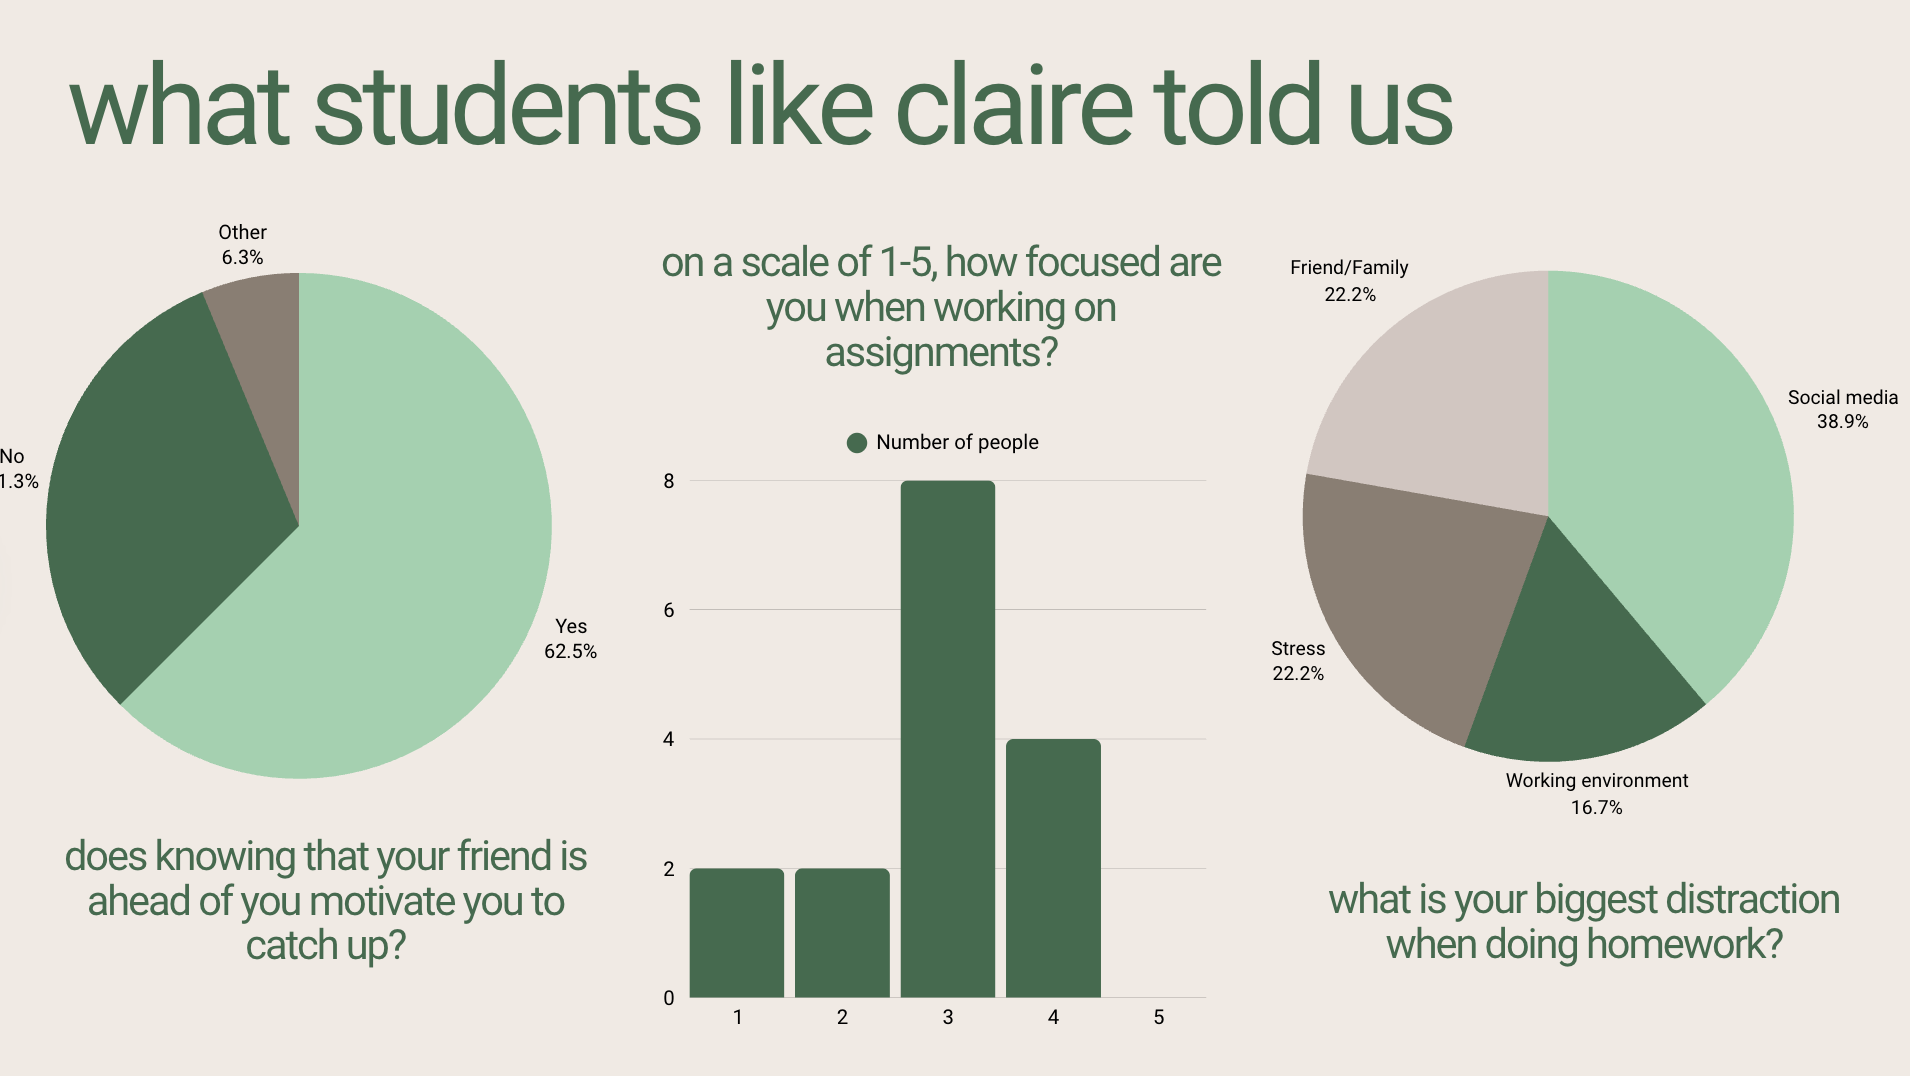 what students like claire told us
Other
6.3%
No
1.3%
Yes
62.5%
does knowing that your friend is
ahead of you motivate you to
catch up?
on a scale of 1-5, how focused are
you when working on
assignments?
Number of people
8
6
4
2
0
1
2
3
4
5
Friend/Family
22.2%
Social media
38.9%
Stress
22.2%
Working environment
16.7%
what is your biggest distraction
when doing homework?